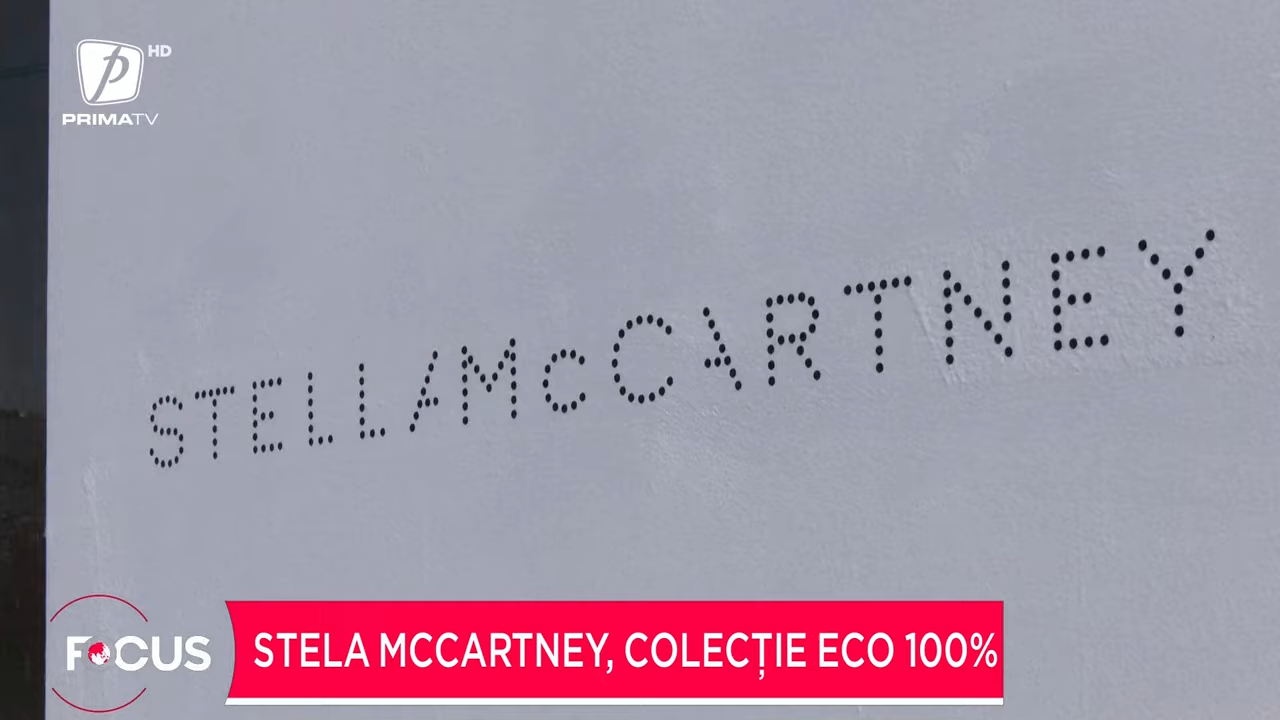 HD
PRIMATV
STELLAMcCARTNEY
FOCUS
STELA MCCARTNEY, COLECȚIE ECO 100%